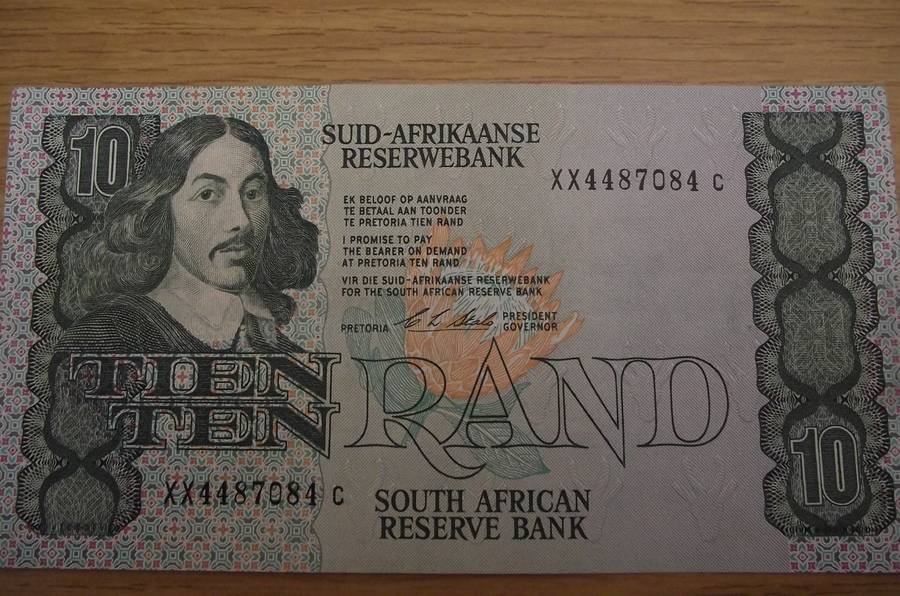 10
SUID-AFRIKAANSE
RESERWEBANK
XX4487084 C
EK BELOOF OP AANVRAAG
TE BETAAL AAN TOONDER
TE PRETORIA TIEN RAND
I PROMISE TO PAY
THE BEARER ON DEMAND
AT PRETORIA TEN RAND
VIR DIE SUID-AFRIKAANSE RESERWEBANK
FOR THE SOUTH AFRICAN RESERVE BANK
PRETORIA
PRESIDENT
GOVERNOR
TIEN
TEN
RAND
10
XX4487084 C
SOUTH AFRICAN
RESERVE BANK